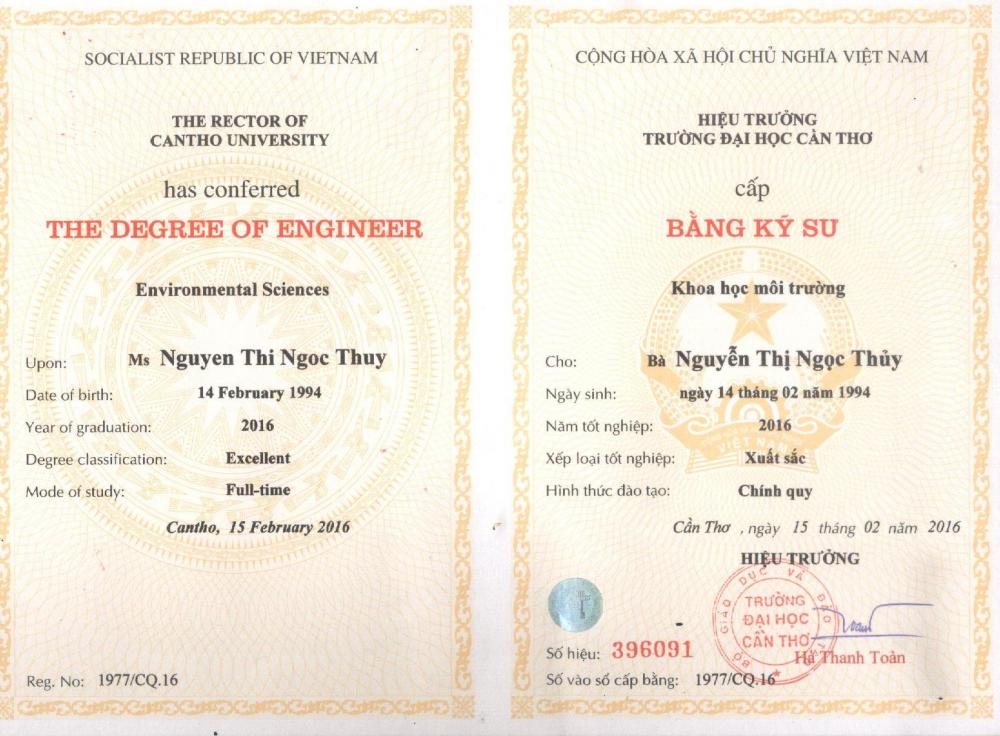 SOCIALIST REPUBLIC OF VIETNAM
THE RECTOR OF
CANTHO UNIVERSITY
has conferred
THE DEGREE OF ENGINEER
Environmental Sciences
Upon: Ms Nguyen Thi Ngoc Thuy
Date of birth: 14 February 1994
Year of graduation: 2016
Degree classification: Excellent
Mode of study: Full-time
Cantho, 15 February 2016
Reg. No: 1977/CQ.16
CỘNG HÒA XÃ HỘI CHỦ NGHĨA VIỆT NAM
HIỆU TRƯỞNG
TRƯỜNG ĐẠI HỌC CẦN THƠ
cấp
BẰNG KỸ SƯ
Khoa học môi trường
Cho: Bà Nguyễn Thị Ngọc Thủy
Ngày sinh: ngày 14 tháng 02 năm 1994
Năm tốt nghiệp: 2016
VIỆT NAM
Xếp loại tốt nghiệp: Xuất sắc
Hình thức đào tạo: Chính quy
Cần Thơ , ngày 15 tháng 02 năm 2016
HIỆU TRƯỞNG
BỘ GIÁO DỤC VÀ ĐÀO TẠO
TRƯỜNG
ĐẠI HỌC
CẦN THƠ
Hà Thanh Toàn
Số hiệu: 396091
Số vào sổ cấp bằng: 1977/CQ.16